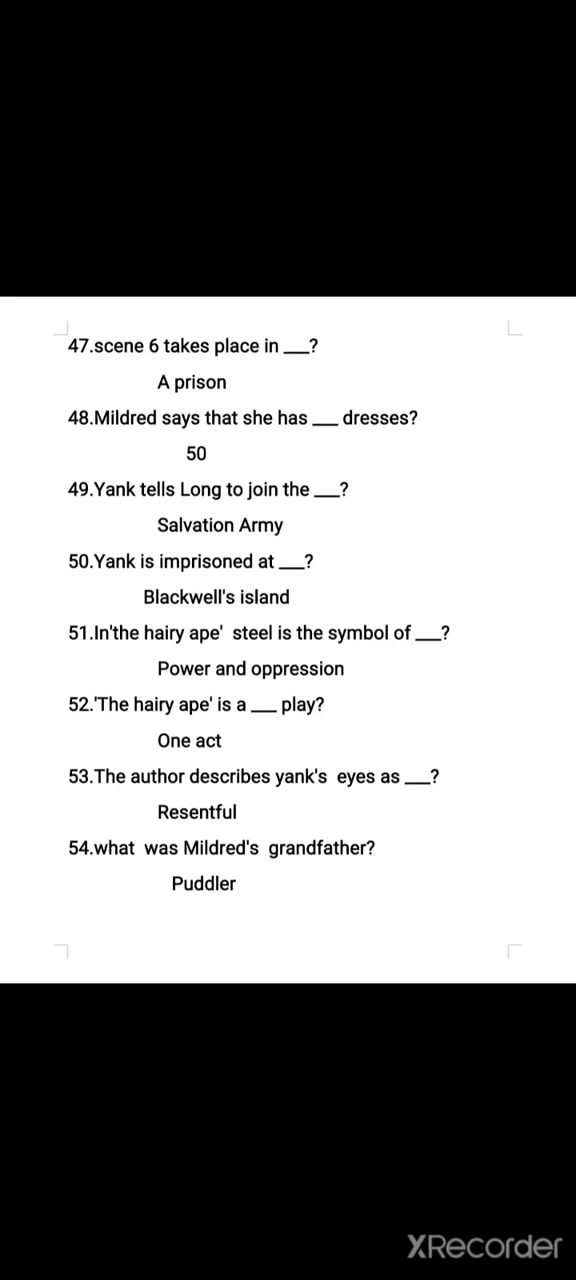 47.scene 6 takes place in ___?
A prison
48.Mildred says that she has ___ dresses?
50
49.Yank tells Long to join the ___?
Salvation Army
50.Yank is imprisoned at ___?
Blackwell's island
51.In'the hairy ape'  steel is the symbol of ___?
Power and oppression
52.'The hairy ape' is a ___ play?
One act
53.The author describes yank's  eyes as ___?
Resentful
54.what  was Mildred's  grandfather?
Puddler
XRecorder